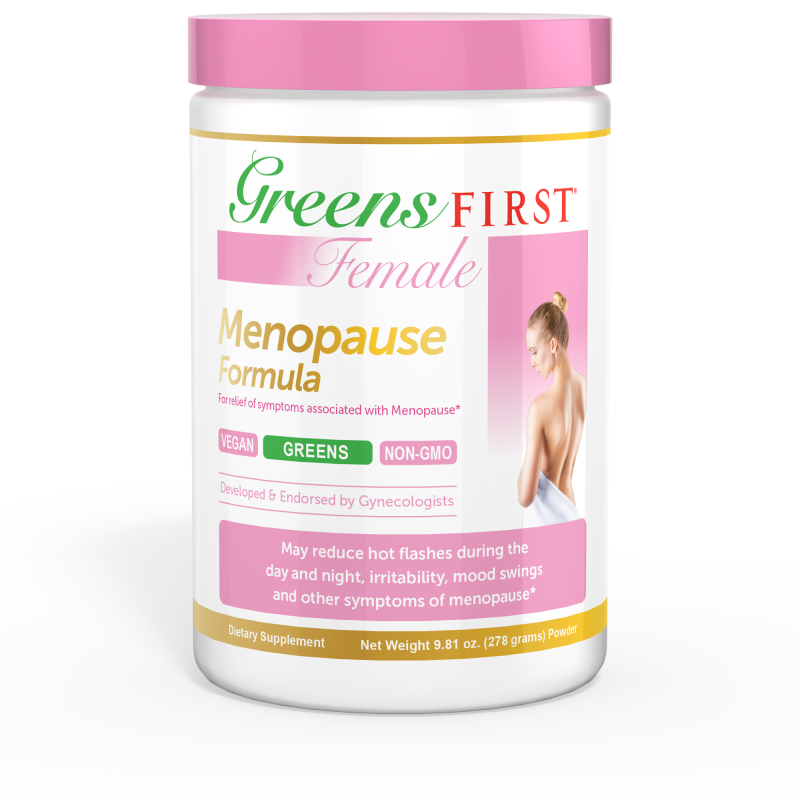 Greens FIRST®
Female
Menopause
Formula
For relief of symptoms associated with Menopause*
VEGAN GREENS NON-GMO
Developed & Endorsed by Gynecologists
May reduce hot flashes during the
day and night, irritability, mood swings
and other symptoms of menopause*
Dietary Supplement Net Weight 9.81 oz. (278 grams) Powder